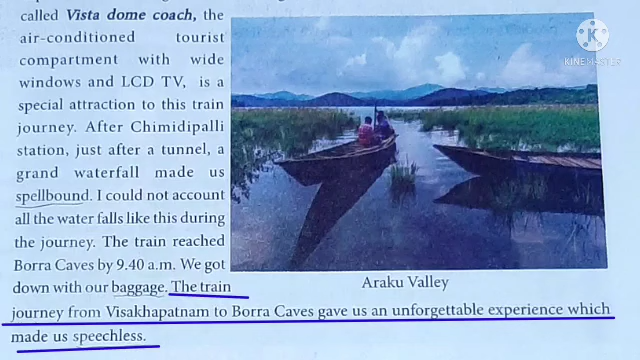 called Vista dome coach, the
air-conditioned tourist
compartment with wide
windows and LCD TV, is a
special attraction to this train
journey. After Chimidipalli
station, just after a tunnel, a
grand waterfall made us
spellbound. I could not account
all the water falls like this during
the journey. The train reached
Borra Caves by 9.40 a.m. We got
down with our baggage. The train
journey from Visakhapatnam to Borra Caves gave us an unforgettable experience which
made us speechless.
Araku Valley
KINEMASTER